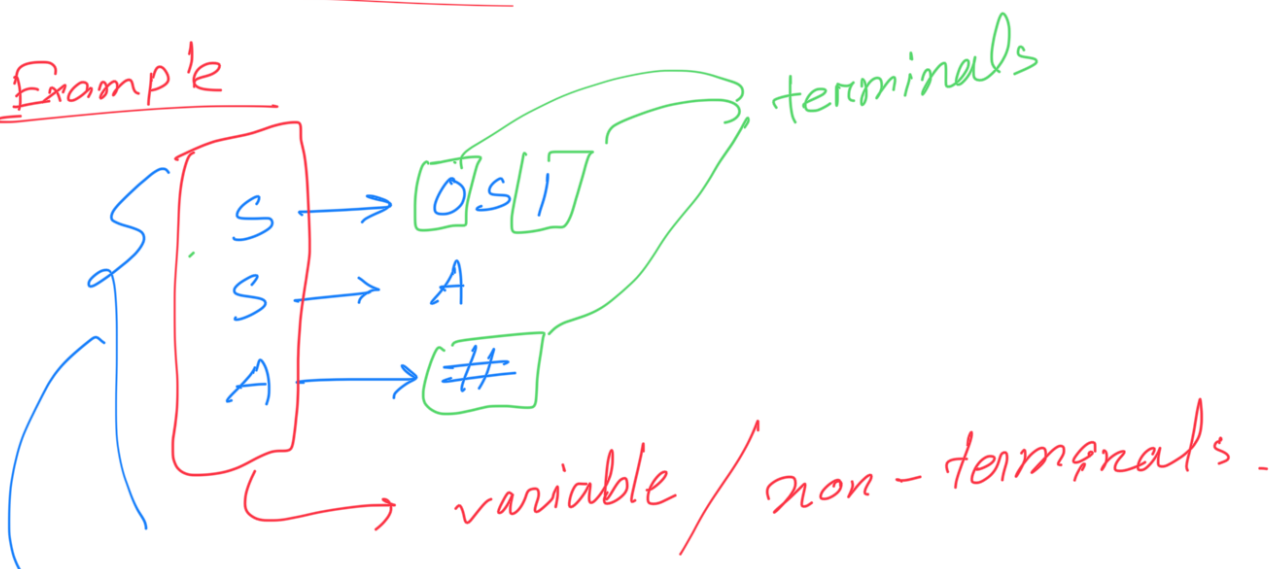 Example
terminals
S → 0S1
S → A
A → #
variable / non-terminals.